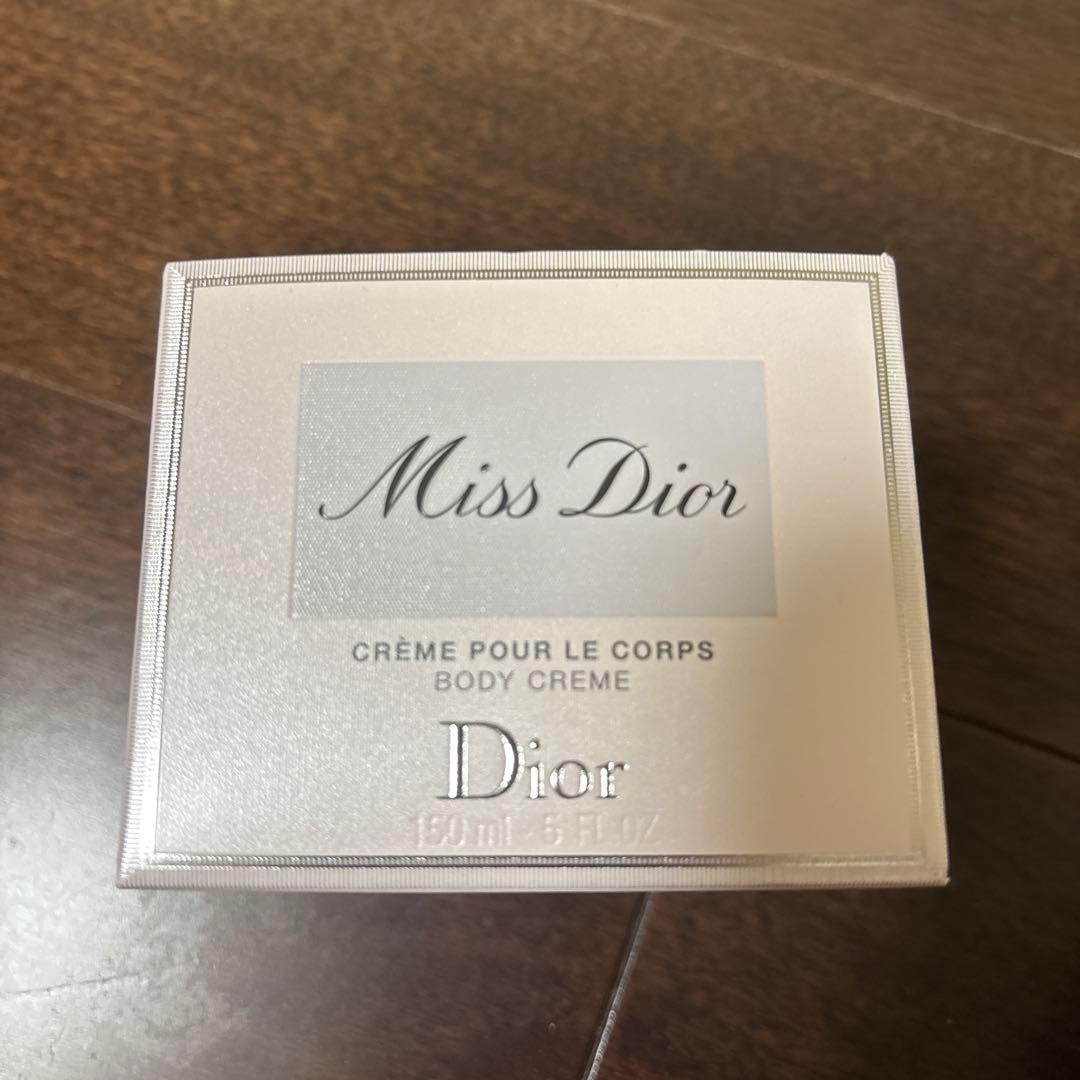 Miss Dior
CRÈME POUR LE CORPS
BODY CREME
Dior
150 ml · 5 FL.OZ